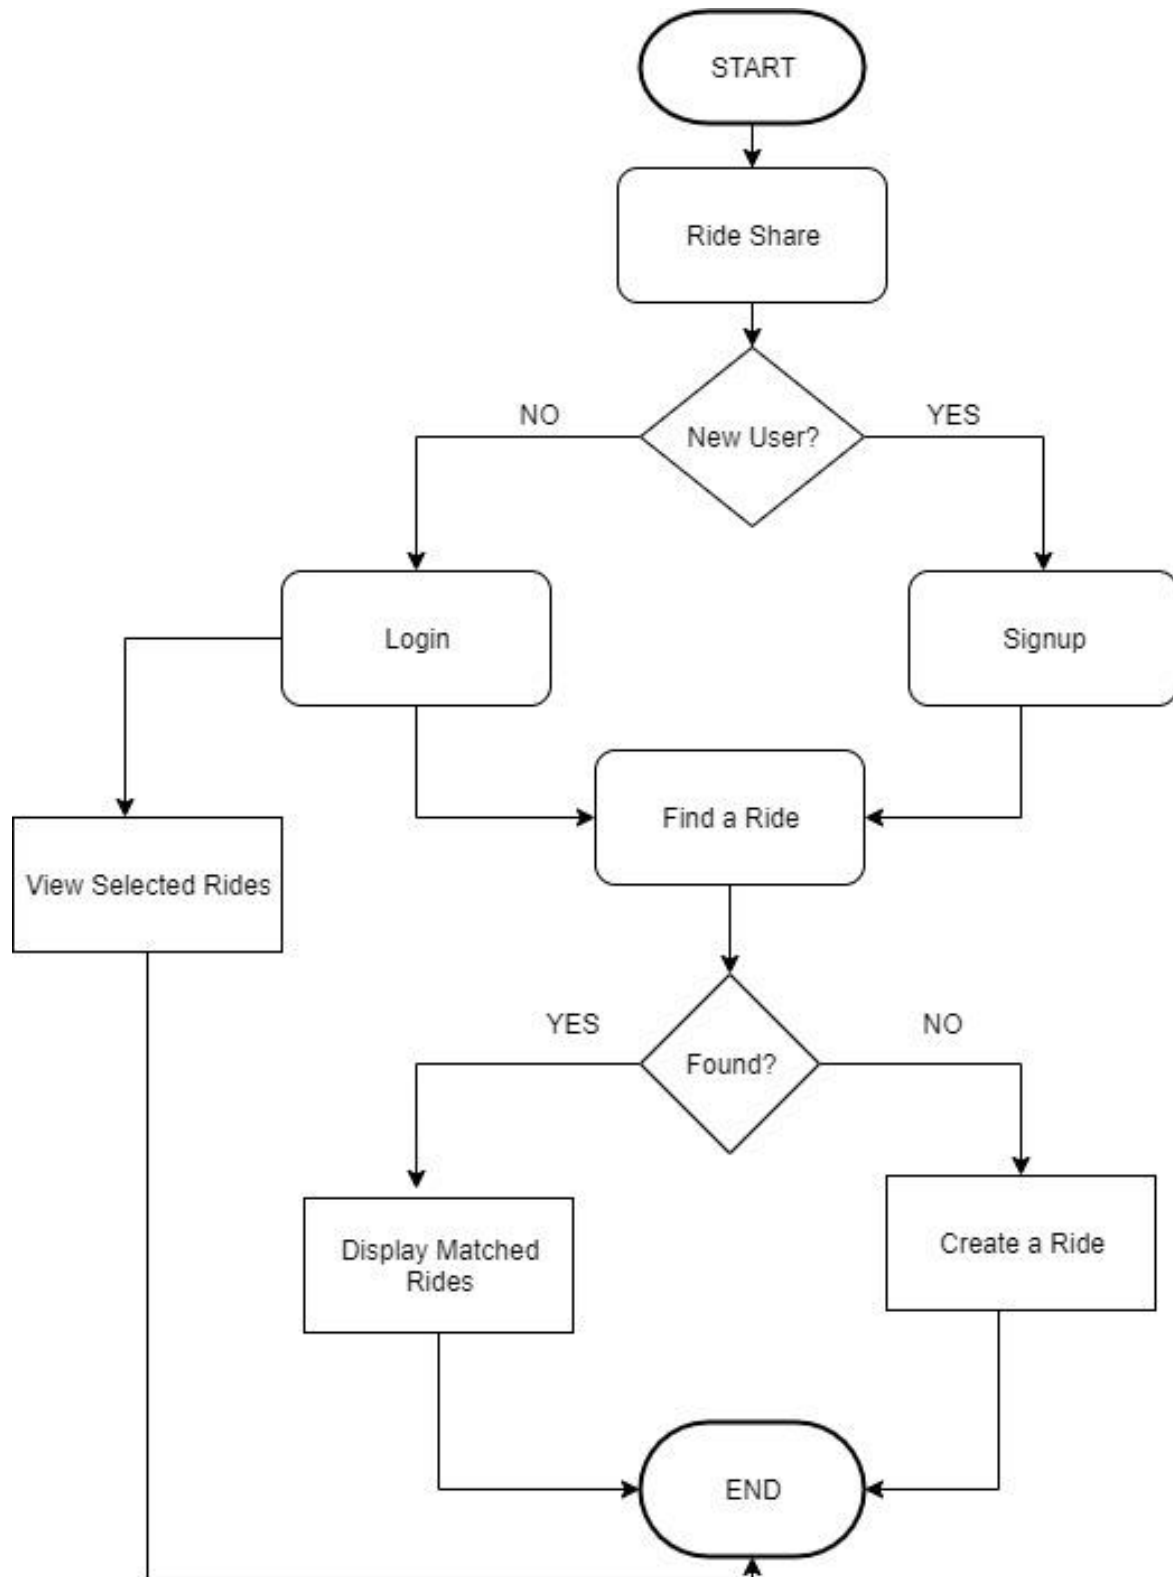 START
Ride Share
New User?
NO
YES
Login
Signup
Find a Ride
View Selected Rides
YES
NO
Found?
Display Matched
Rides
Create a Ride
END